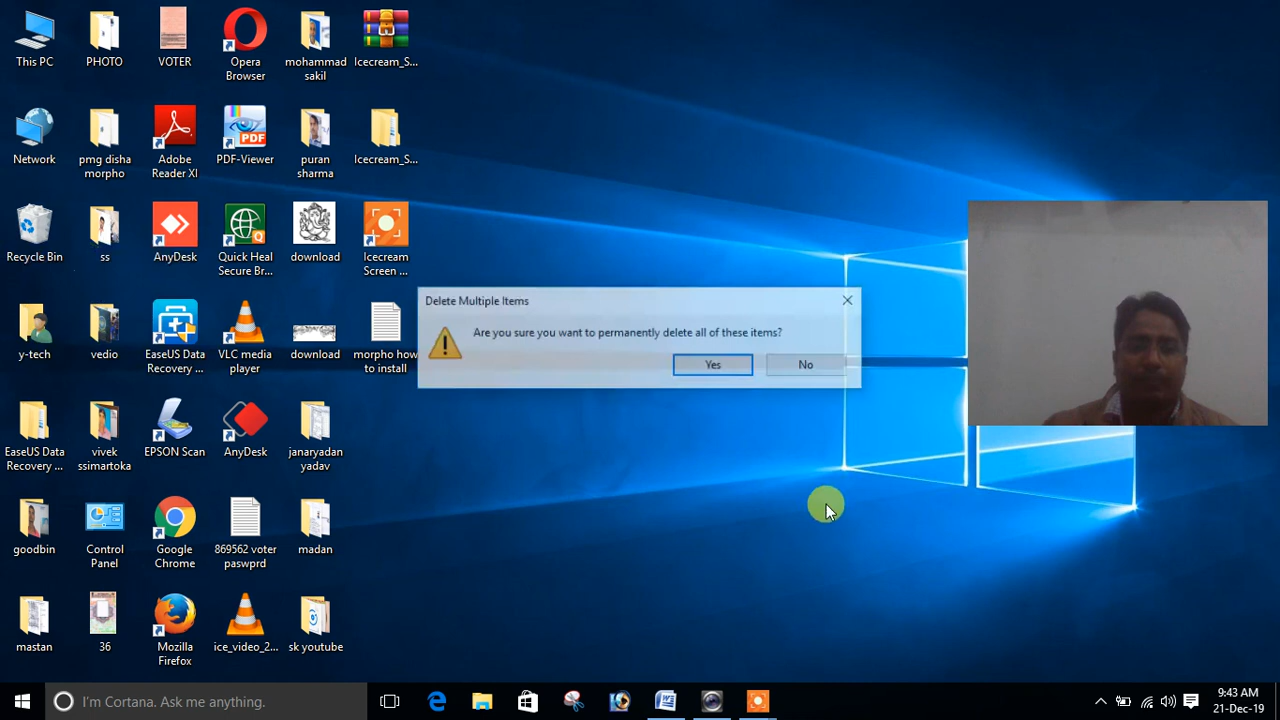 This PC
PHOTO
VOTER
Opera
Browser
mohammad
sakil
Icecream_S...
Network
pmg disha
morpho
Adobe
Reader XI
PDF
PDF-Viewer
puran
sharma
Icecream_S...
Recycle Bin
ss
AnyDesk
Quick Heal
Secure Br...
download
Icecream
Screen ...
y-tech
vedio
EaseUS Data
Recovery ...
VLC media
player
download
morpho how
to install
Delete Multiple Items
Are you sure you want to permanently delete all of these items?
Yes
No
EaseUS Data
Recovery ...
vivek
ssimartoka
EPSON Scan
AnyDesk
janaryadan
yadav
goodbin
Control
Panel
Google
Chrome
869562 voter
paswprd
madan
mastan
36
Mozilla
Firefox
ice_video_2...
sk youtube
I'm Cortana. Ask me anything.
9:43 AM
21-Dec-19